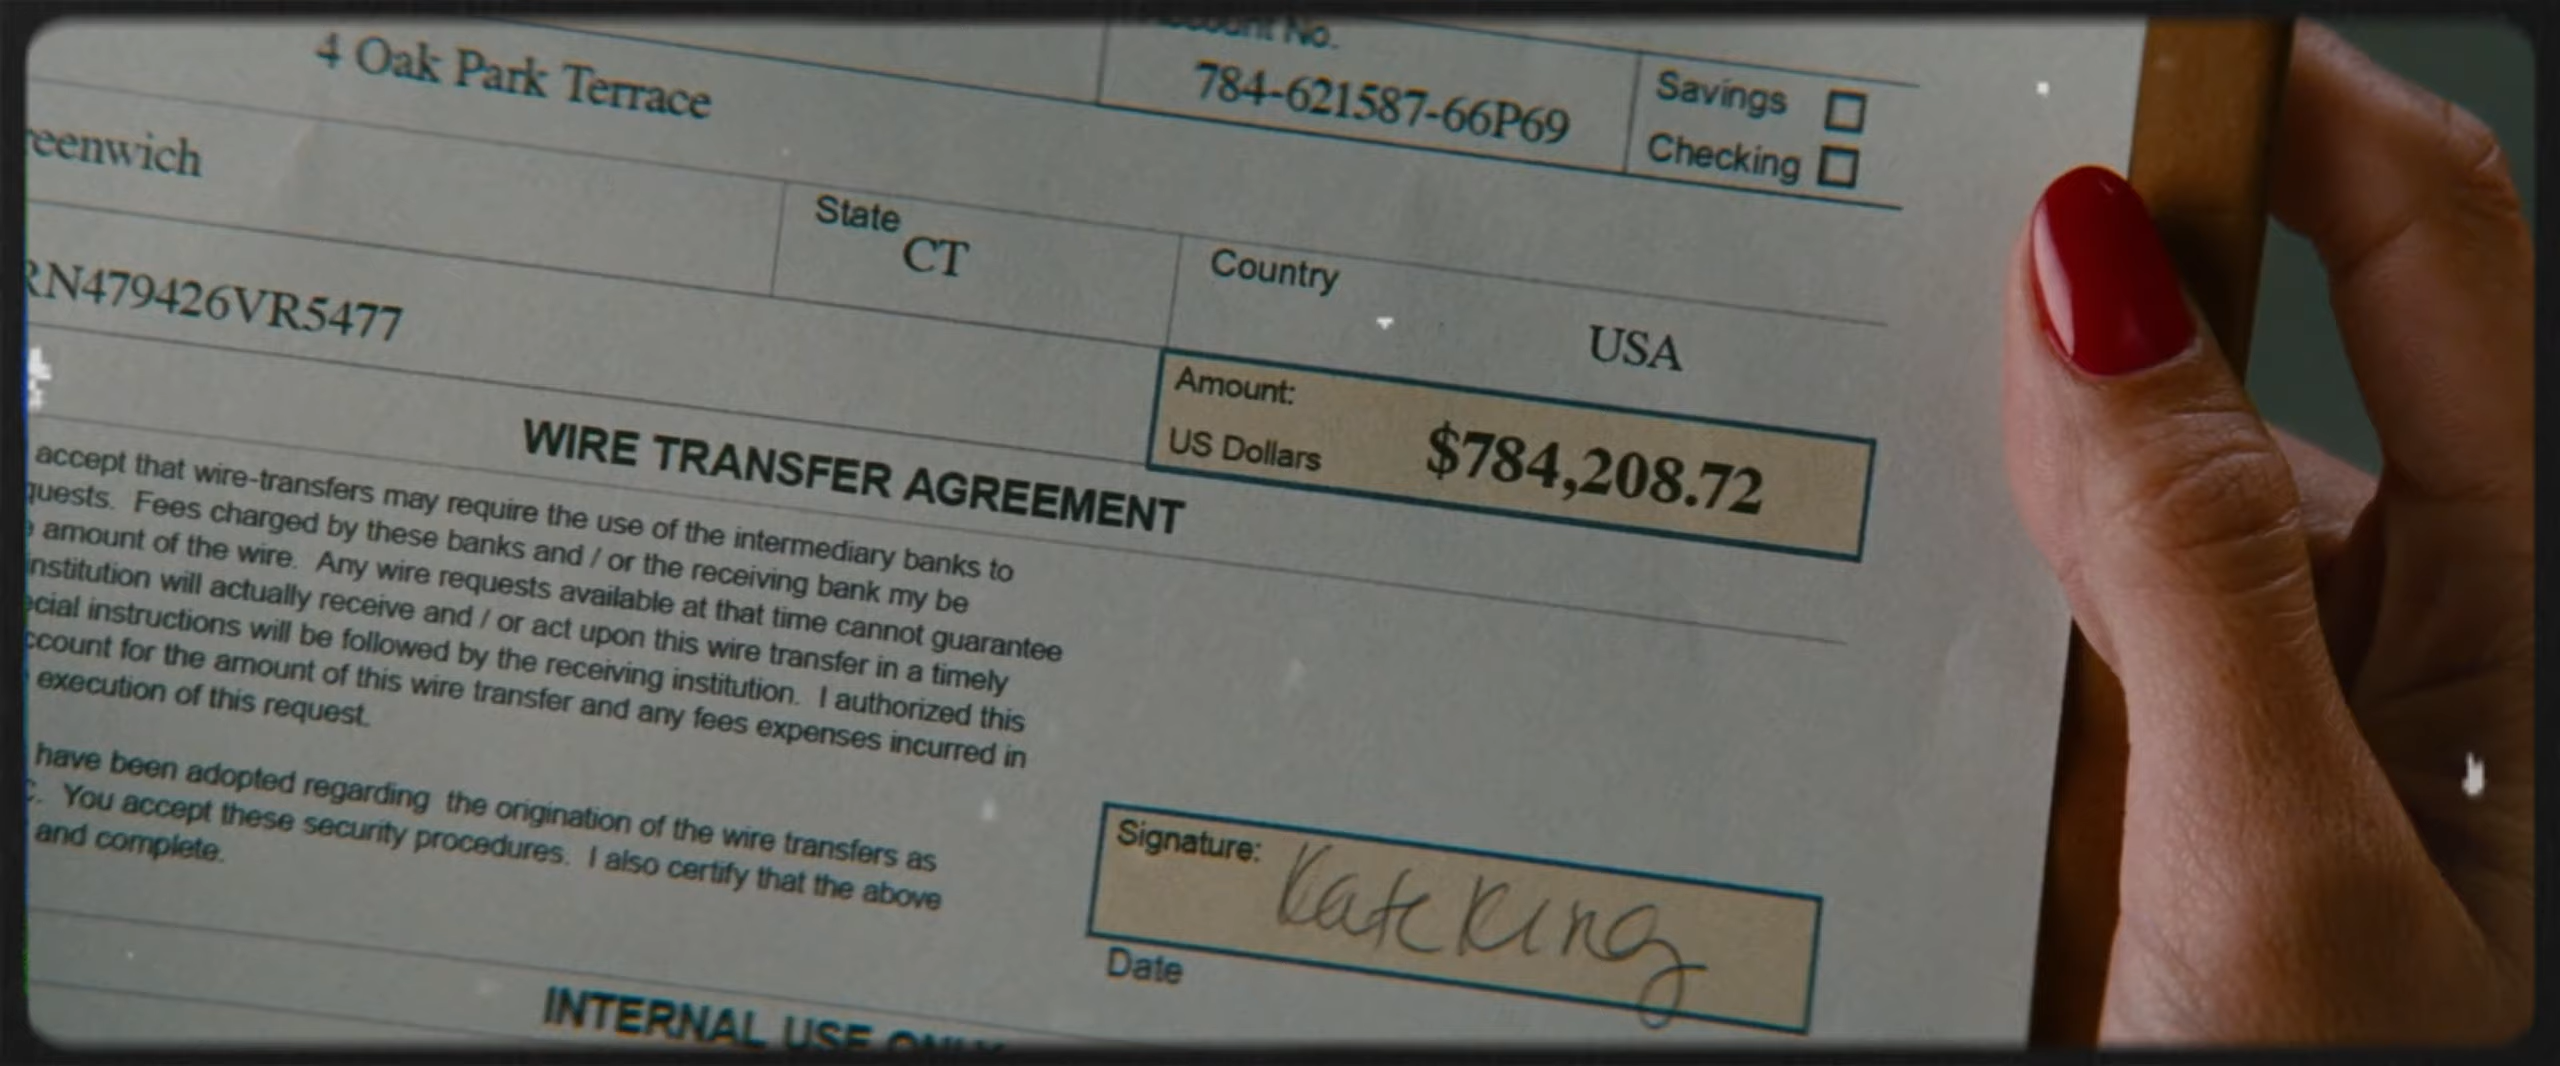 Account No.
4 Oak Park Terrace
784-621587-66P69
Savings
Checking
reenwich
State
CT
Country
USA
RN479426VR5477
Amount:
US Dollars
$784,208.72
WIRE TRANSFER AGREEMENT
accept that wire-transfers may require the use of the intermediary banks to
quests. Fees charged by these banks and / or the receiving bank my be
amount of the wire. Any wire requests available at that time cannot guarantee
institution will actually receive and / or act upon this wire transfer in a timely
ecial instructions will be followed by the receiving institution. I authorized this
ccount for the amount of this wire transfer and any fees expenses incurred in
execution of this request.
have been adopted regarding the origination of the wire transfers as
c. You accept these security procedures. I also certify that the above
and complete.
Signature: Kate King
Date
INTERNAL USE ONLY